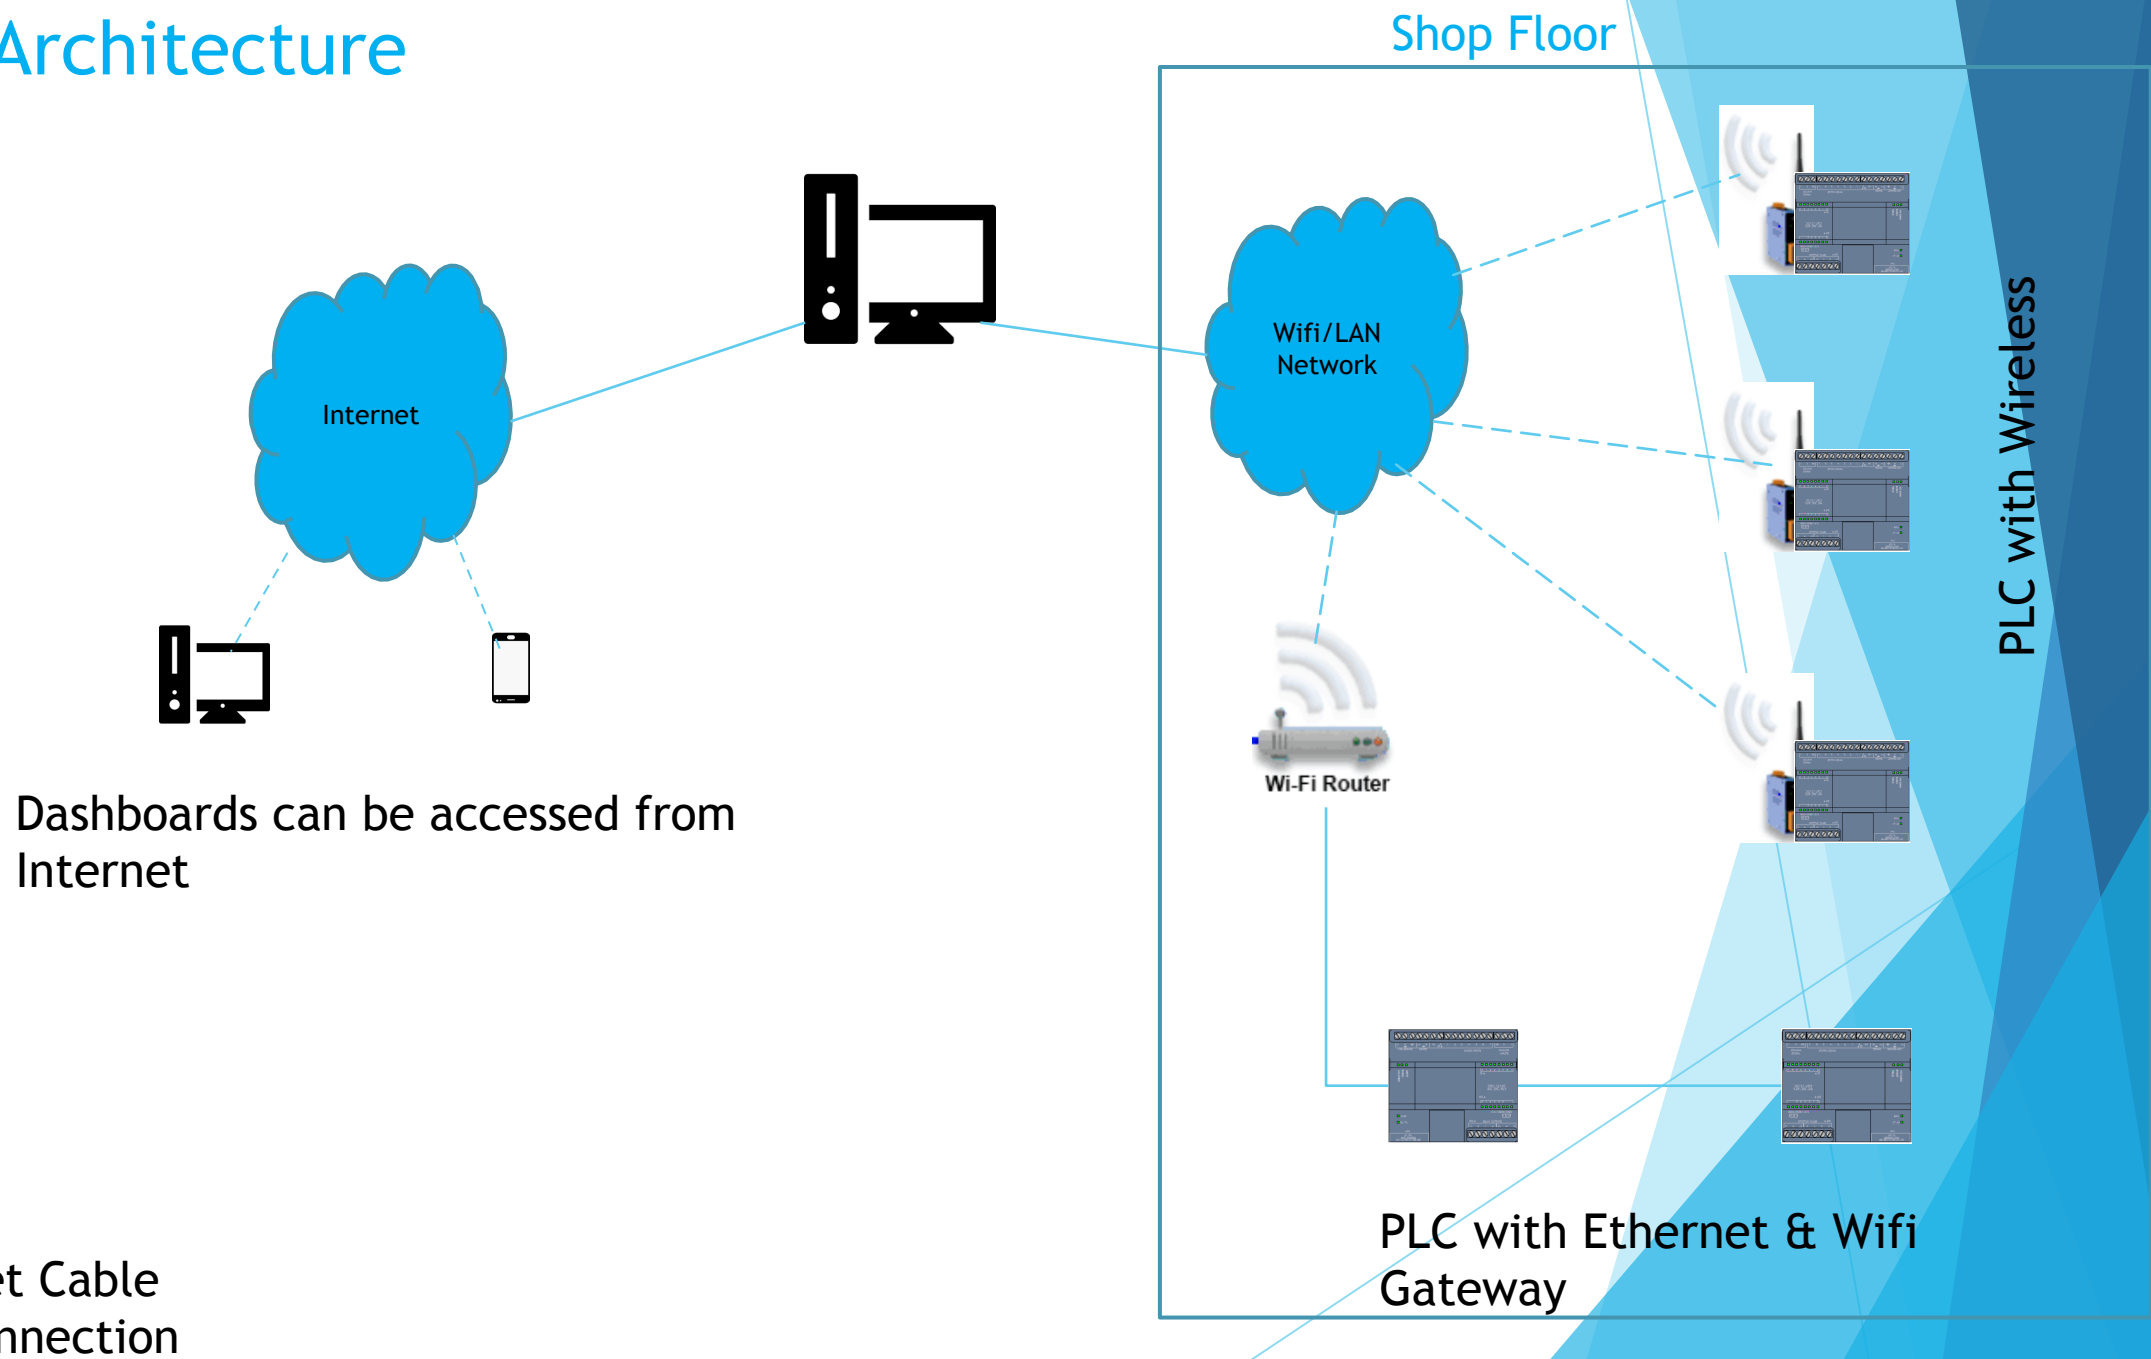 Architecture
Shop Floor
Internet
Wifi/LAN
Network
PLC with Wireless
Wi-Fi Router
Dashboards can be accessed from
Internet
PLC with Ethernet & Wifi
Gateway
et Cable
nnection